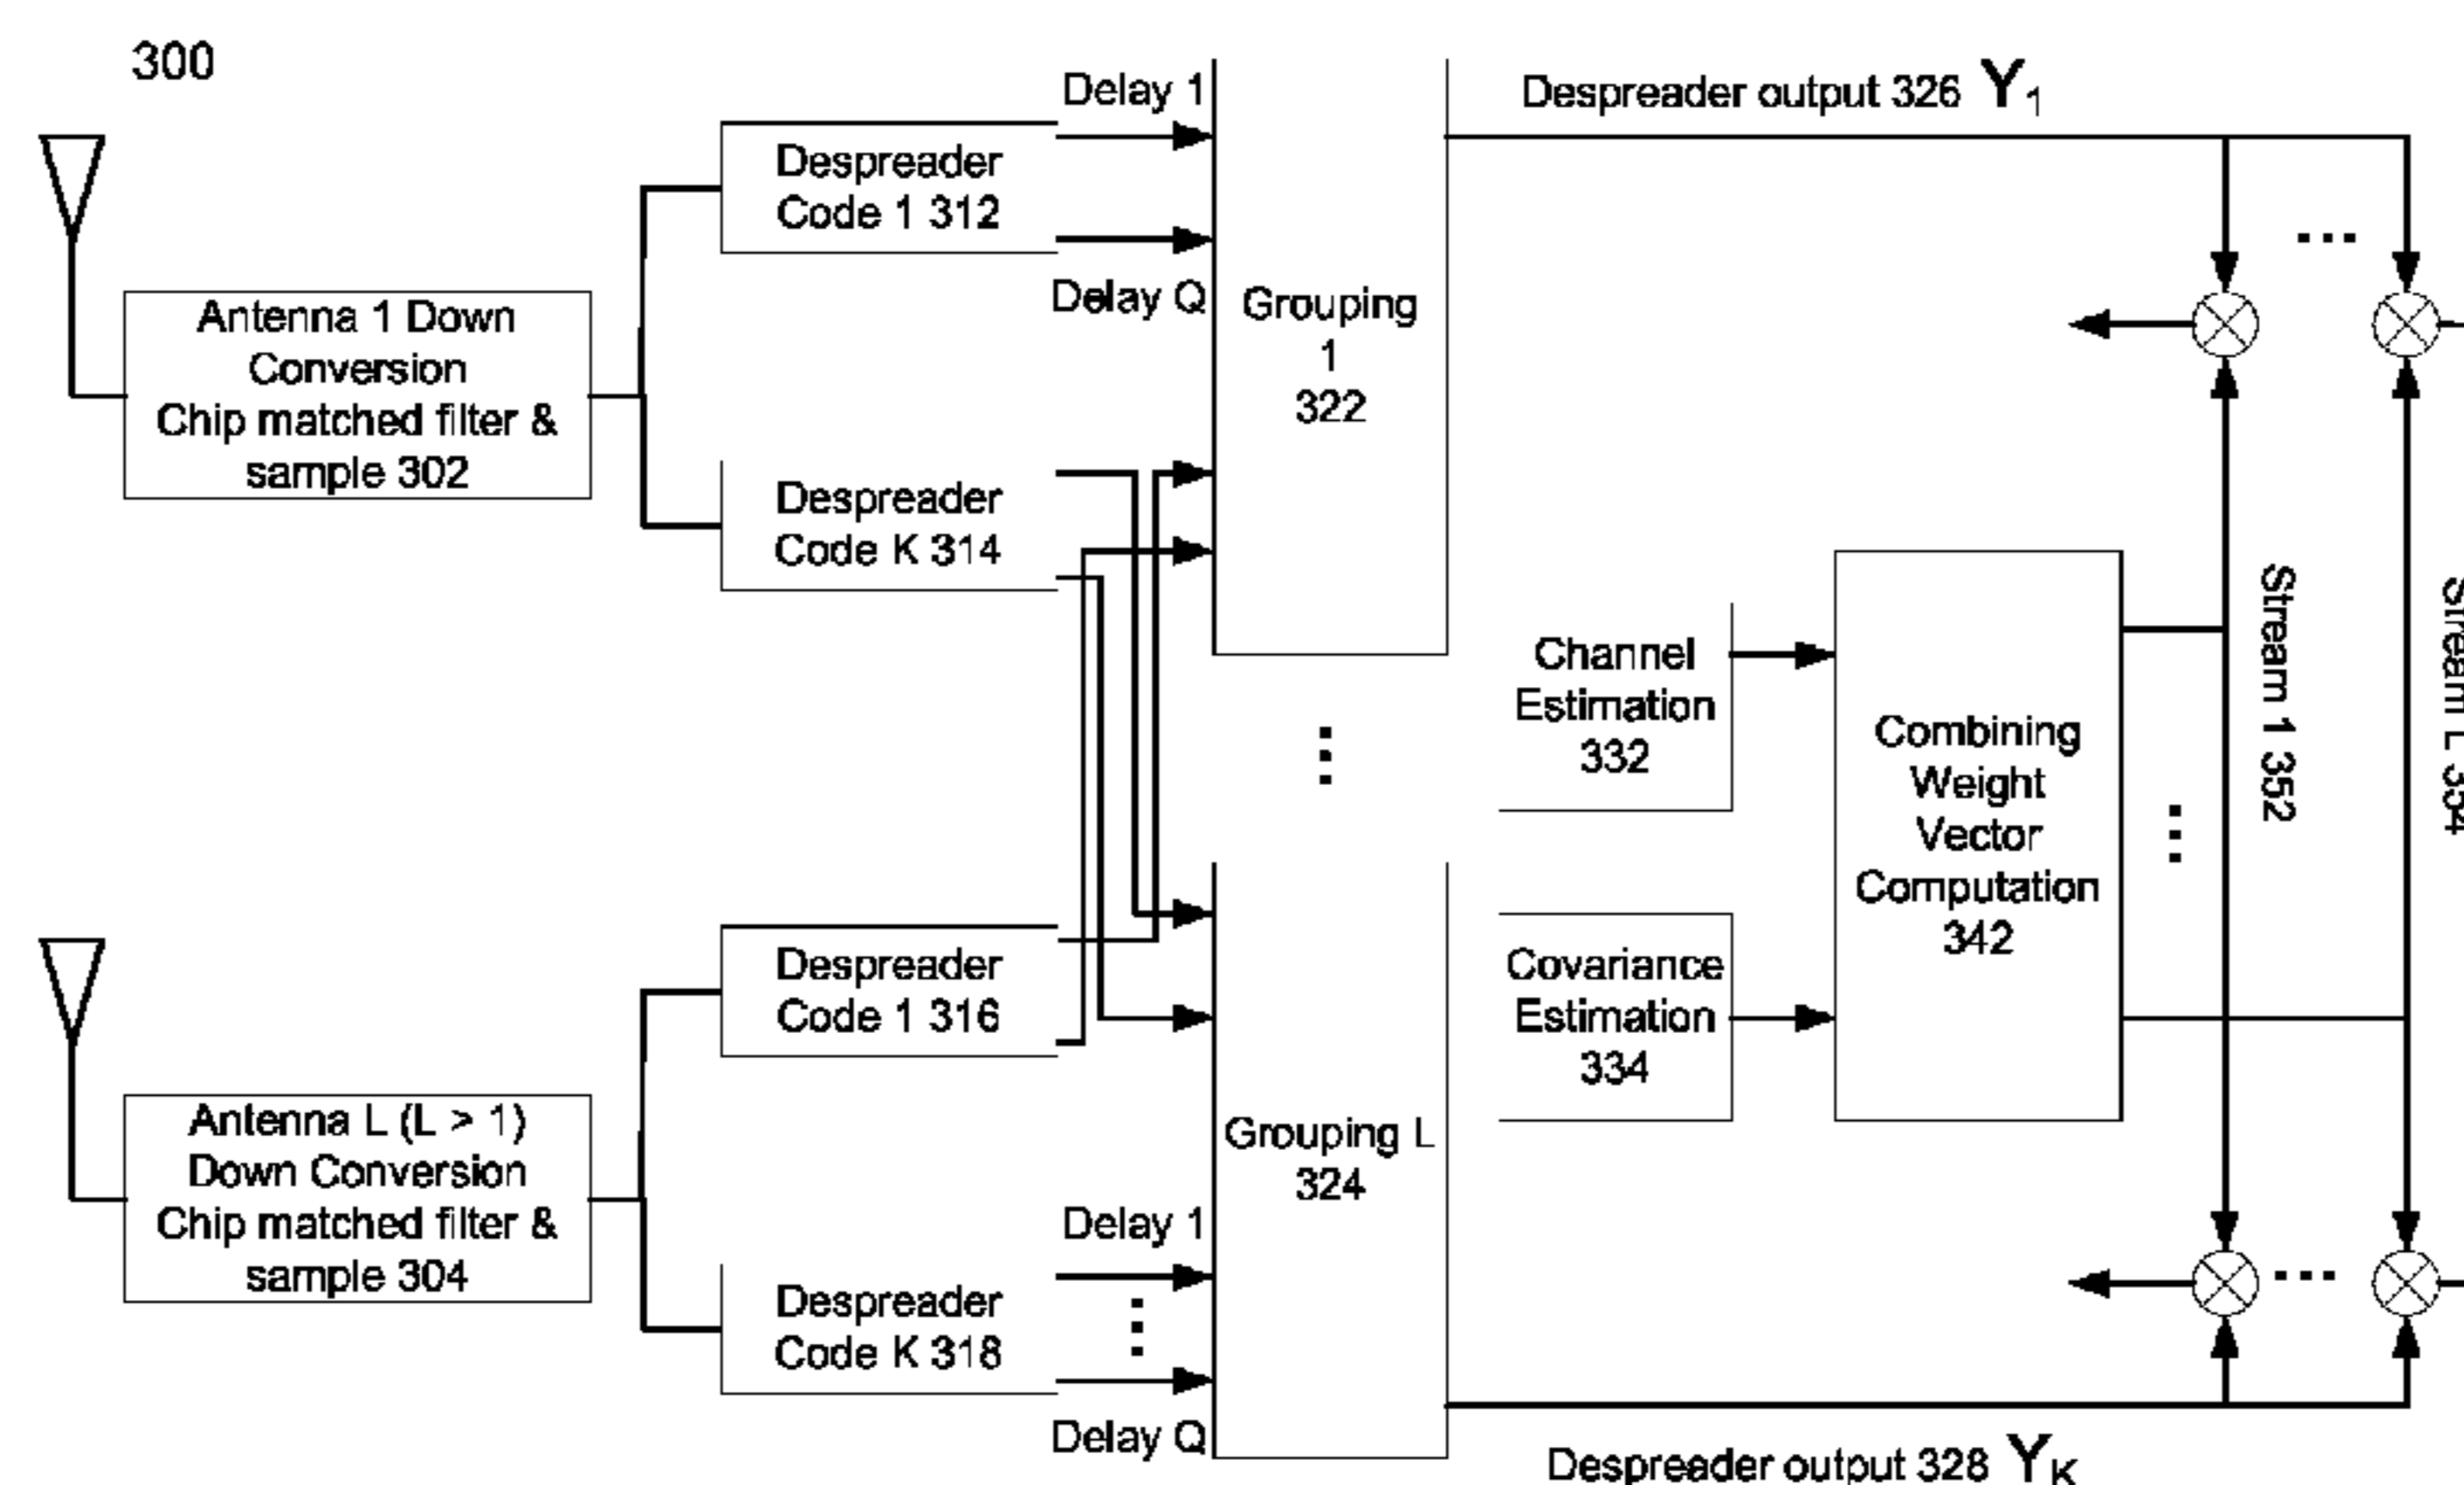 300
Delay 1
Despreader output 326 Y1
Despreader
Code 1 312
Delay Q
Antenna 1 Down
Conversion
Chip matched filter &
sample 302
Grouping
1
322
Despreader
Code K 314
Channel
Estimation
332
Combining
Weight
Vector
Computation
342
Stream 1 352
Stream L 354
Despreader
Code 1 316
Covariance
Estimation
334
Antenna L (L > 1)
Down Conversion
Chip matched filter &
sample 304
Grouping L
324
Delay 1
Despreader
Code K 318
Delay Q
Despreader output 328 YK